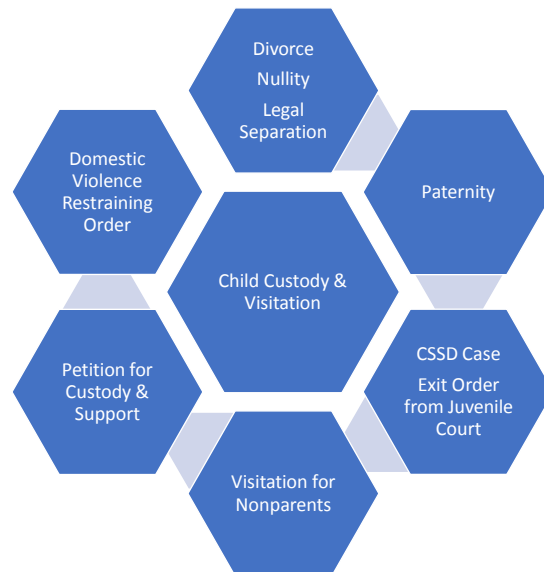 Divorce
Nullity
Legal
Separation
Paternity
CSSD Case
Exit Order
from Juvenile
Court
Visitation for
Nonparents
Petition for
Custody &
Support
Domestic
Violence
Restraining
Order
Child Custody &
Visitation